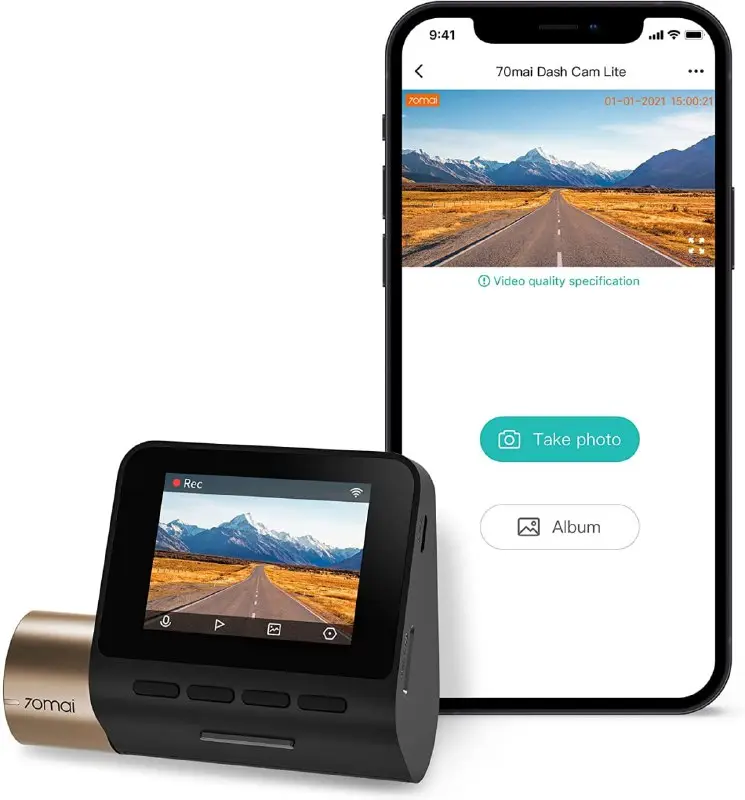 9:41
70mai Dash Cam Lite
70mai 01-01-2021 15:00:21
Video quality specification
Take photo
Album
Rec
70mai